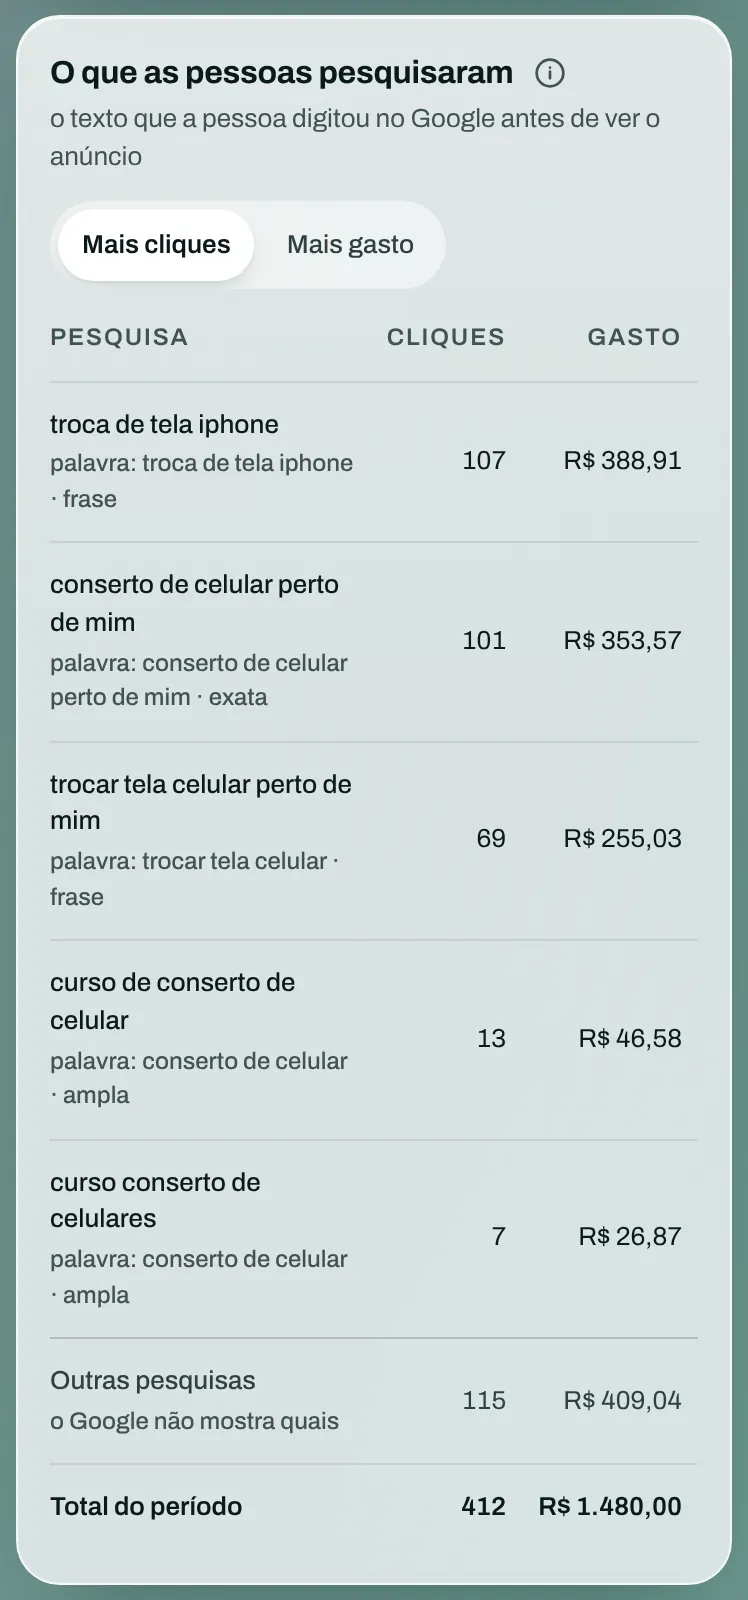 O que as pessoas pesquisaram
o texto que a pessoa digitou no Google antes de ver o
anúncio
Mais cliques Mais gasto
PESQUISA CLIQUES GASTO
troca de tela iphone
palavra: troca de tela iphone
· frase
107 R$ 388,91
conserto de celular perto
de mim
palavra: conserto de celular
perto de mim · exata
101 R$ 353,57
trocar tela celular perto de
mim
palavra: trocar tela celular ·
frase
69 R$ 255,03
curso de conserto de
celular
palavra: conserto de celular
· ampla
13 R$ 46,58
curso conserto de
celulares
palavra: conserto de celular
· ampla
7 R$ 26,87
Outras pesquisas
o Google não mostra quais
115 R$ 409,04
Total do período 412 R$ 1.480,00